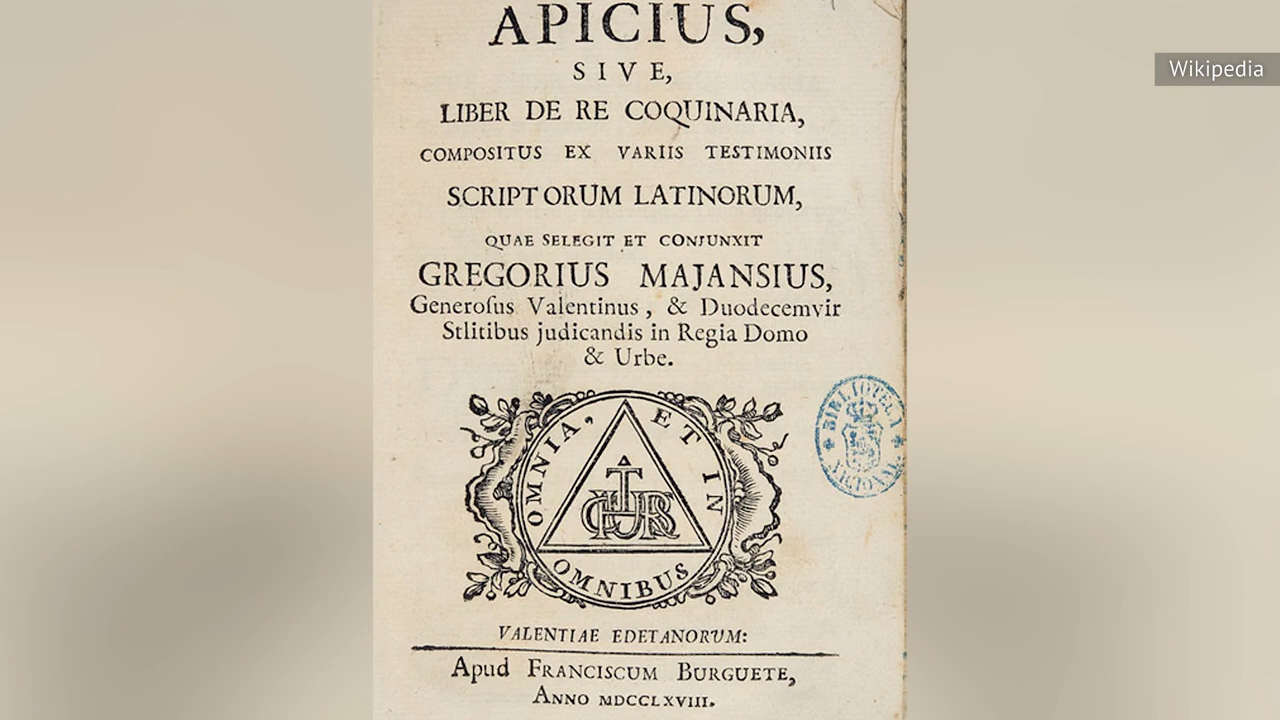 APICIUS,
SIVE,
LIBER DE RE COQUINARIA,
COMPOSITUS EX VARIIS TESTIMONIIS
SCRIPTORUM LATINORUM,
QUAE SELEGIT ET CONJUNXIT
GREGORIUS MAJANSIUS,
Generoſus Valentinus, & Duodecemvir
Stlitibus judicandis in Regia Domo
& Urbe.
OMNIA, ET IN
OMNIBUS
VALENTIAE EDETANORUM:
Apud FRANCISCUM BURGUETE,
ANNO MDCCLXVIII.
BIBLIOTECA
NACIONAL
Wikipedia